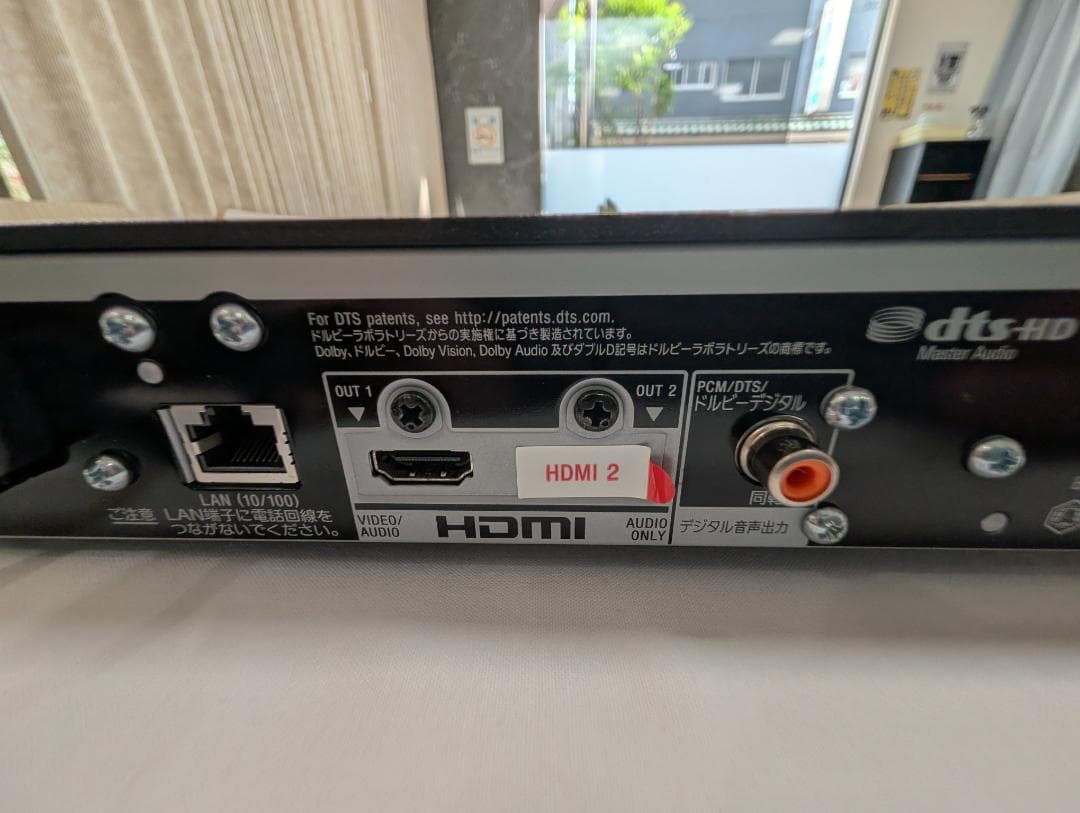 For DTS patents, see http://patents.dts.com.
ドルビーラボラトリーズからの実施権に基づき製造されています。
Dolby、ドルビー、Dolby Vision, Dolby Audio 及びダブルD記号はドルビーラボラトリーズの商標です。
dts-HD
Master Audio
OUT 1
OUT 2
PCM/DTS/
ドルビーデジタル
HDMI 2
LAN (10/100)
ご注意 LAN端子に電話回線を
つながないでください。
VIDEO/
AUDIO
HDMI
AUDIO
ONLY
同軸
デジタル音声出力